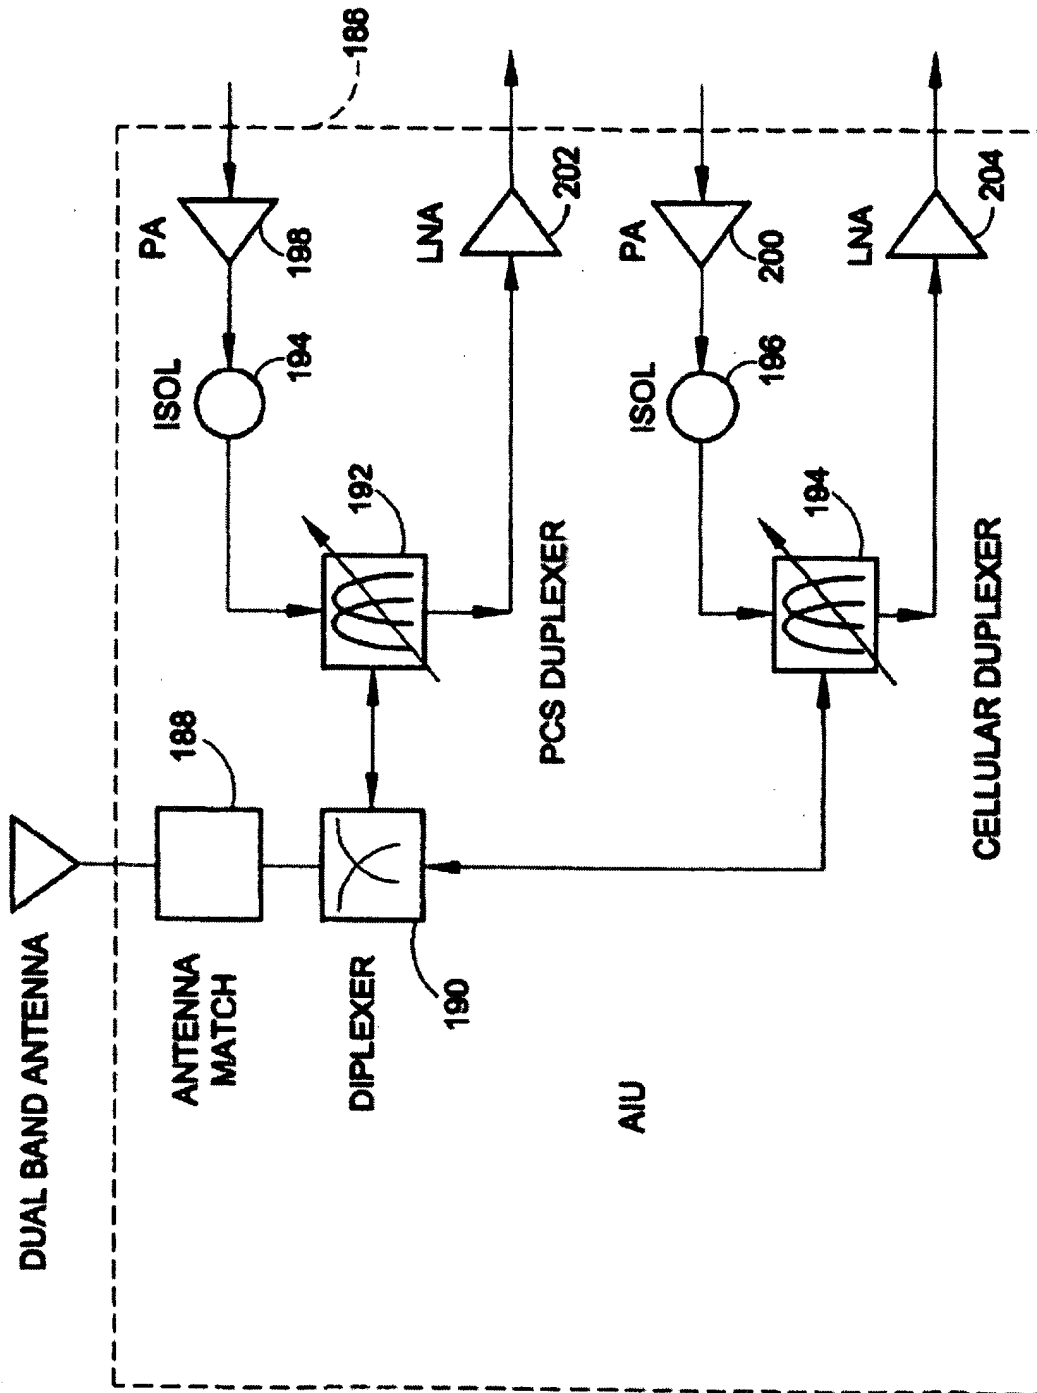 DUAL BAND ANTENNA
ANTENNA
MATCH
188
ISOL
PA
194
198
186
DIPLEXER
190
192
LNA
202
PCS DUPLEXER
AIU
ISOL
PA
196
200
194
LNA
204
CELLULAR DUPLEXER